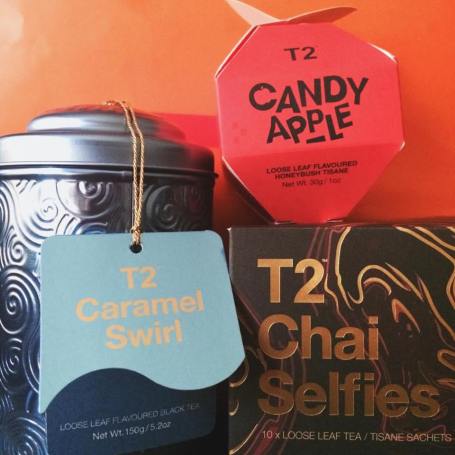 T2
CANDY
APPLE
LOOSE LEAF FLAVOURED
HONEYBUSH TISANE
Net Wt. 30g / 1oz
T2
Caramel
Swirl
LOOSE LEAF FLAVOURED BLACK TEA
Net Wt. 150g / 5.2oz
T2
Chai
Selfies
10 x LOOSE LEAF TEA / TISANE SACHETS